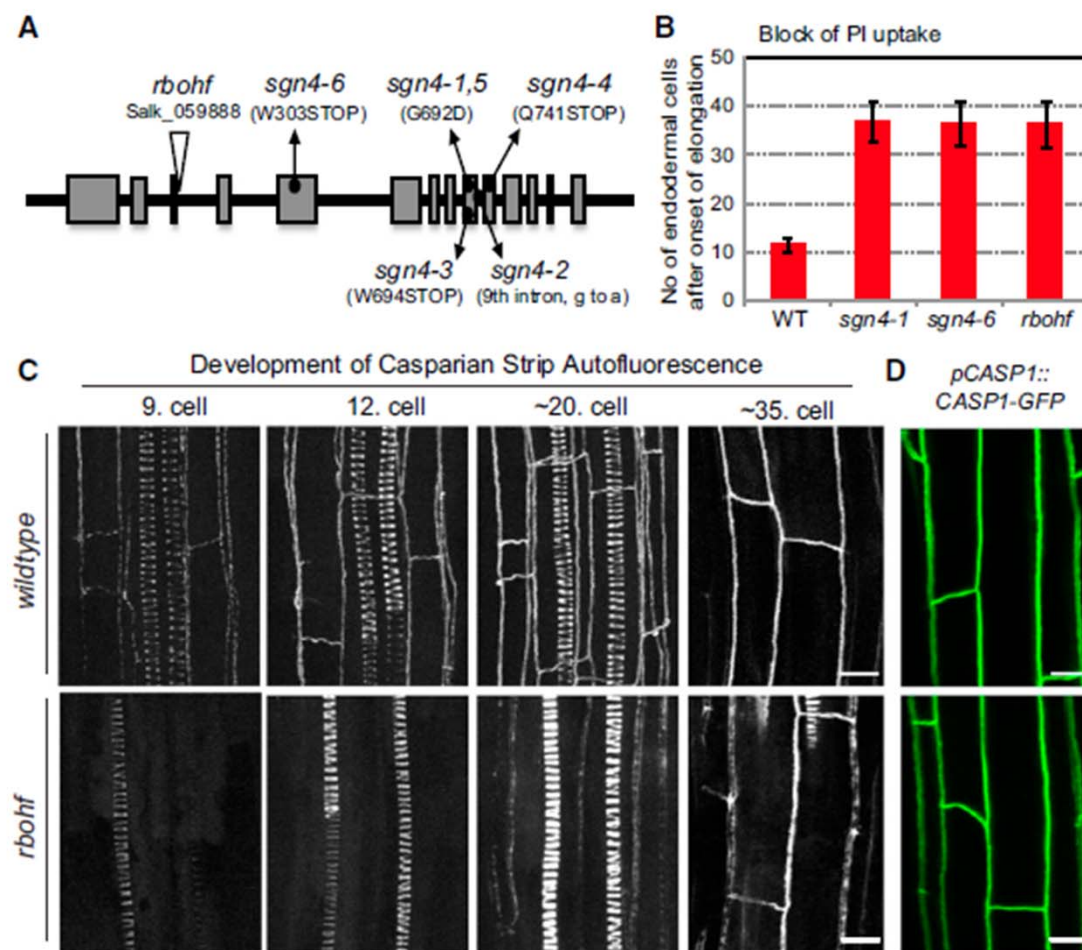 A
rbohf
Salk_059888
sgn4-6
(W303STOP)
sgn4-1,5
(G692D)
sgn4-4
(Q741STOP)
sgn4-3
(W694STOP)
sgn4-2
(9th intron, g to a)
B
Block of PI uptake
No of endodermal cells
after onset of elongation
50
40
30
20
10
0
WT
sgn4-1
sgn4-6
rbohf
C
Development of Casparian Strip Autofluorescence
9. cell
12. cell
~20. cell
~35. cell
wildtype
rbohf
D
pCASP1::
CASP1-GFP